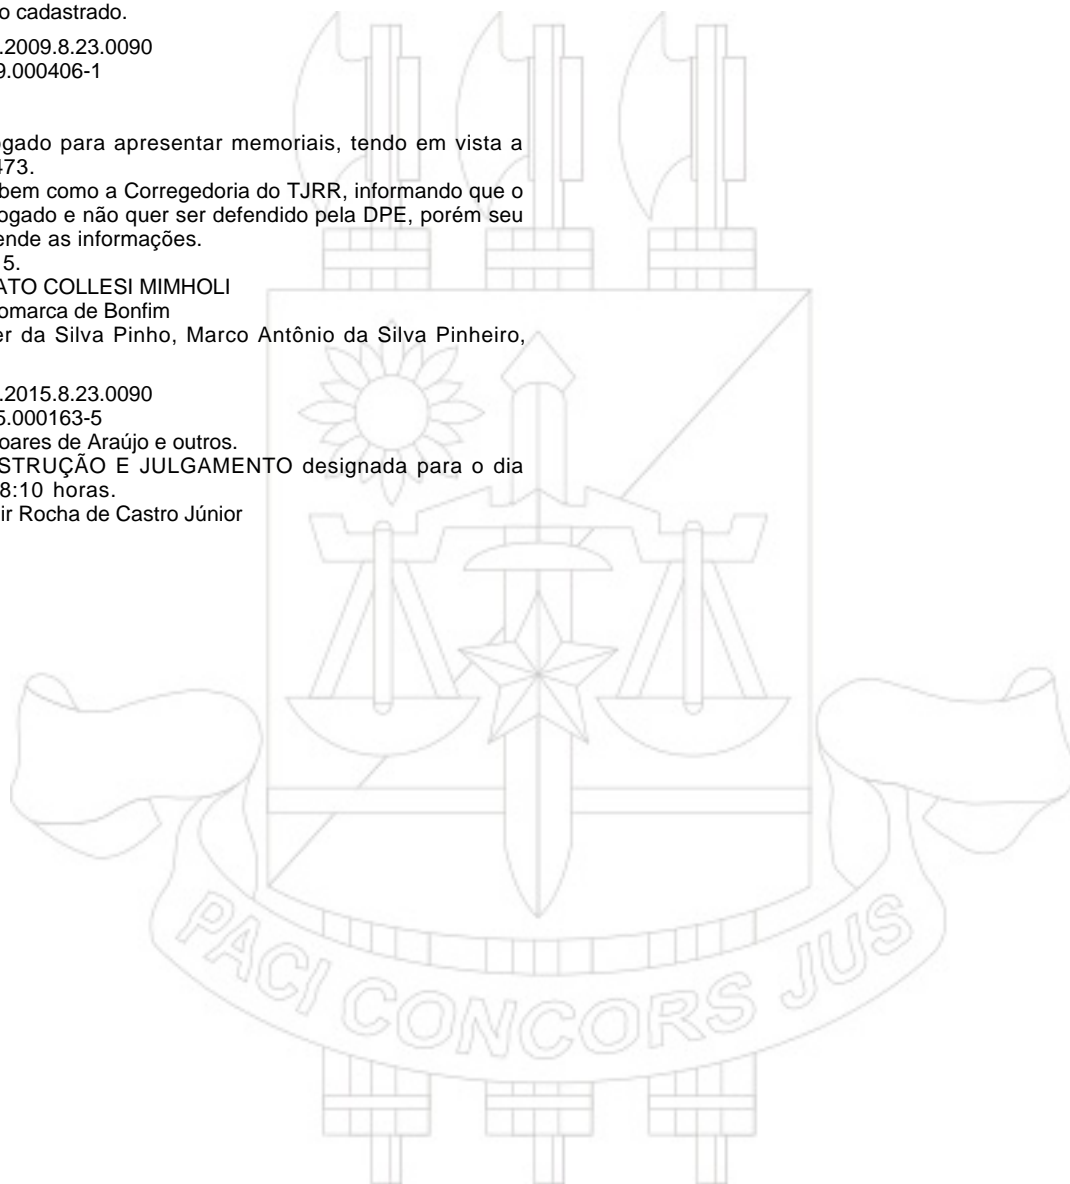 o cadastrado.
.2009.8.23.0090
9.000406-1
ogado para apresentar memoriais, tendo em vista a
473.
bem como a Corregedoria do TJRR, informando que o
ogado e não quer ser defendido pela DPE, porém seu
ende as informações.
15.
ATO COLLESI MIMHOLI
omarca de Bonfim
er da Silva Pinho, Marco Antônio da Silva Pinheiro,
.2015.8.23.0090
5.000163-5
oares de Araújo e outros.
STRUÇÃO E JULGAMENTO designada para o dia
8:10 horas.
ir Rocha de Castro Júnior
PACI CONCORS JUS